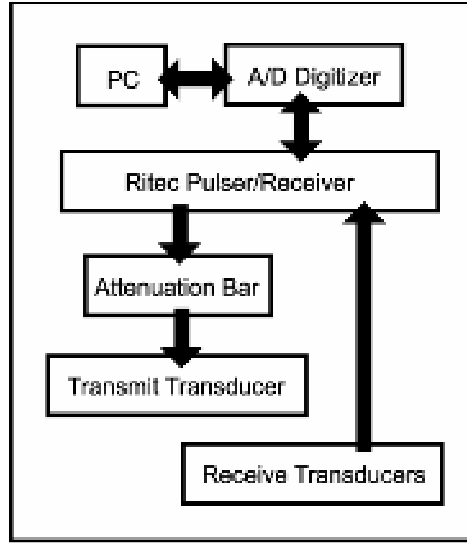 PC
A/D Digitizer
Ritec Pulser/Receiver
Attenuation Bar
Transmit Transducer
Receive Transducers